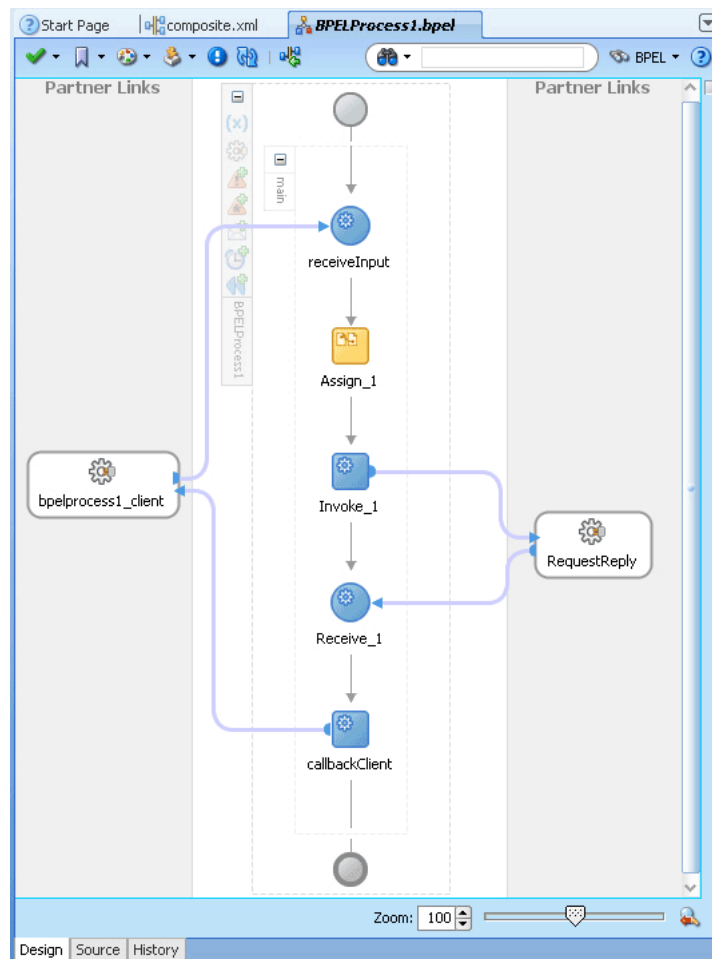 Start Page composite.xml BPELProcess1.bpel
BPEL
Partner Links Partner Links
main
BPELProcess1
receiveInput
Assign_1
bpelprocess1_client
Invoke_1
RequestReply
Receive_1
callbackClient
Zoom: 100
Design Source History